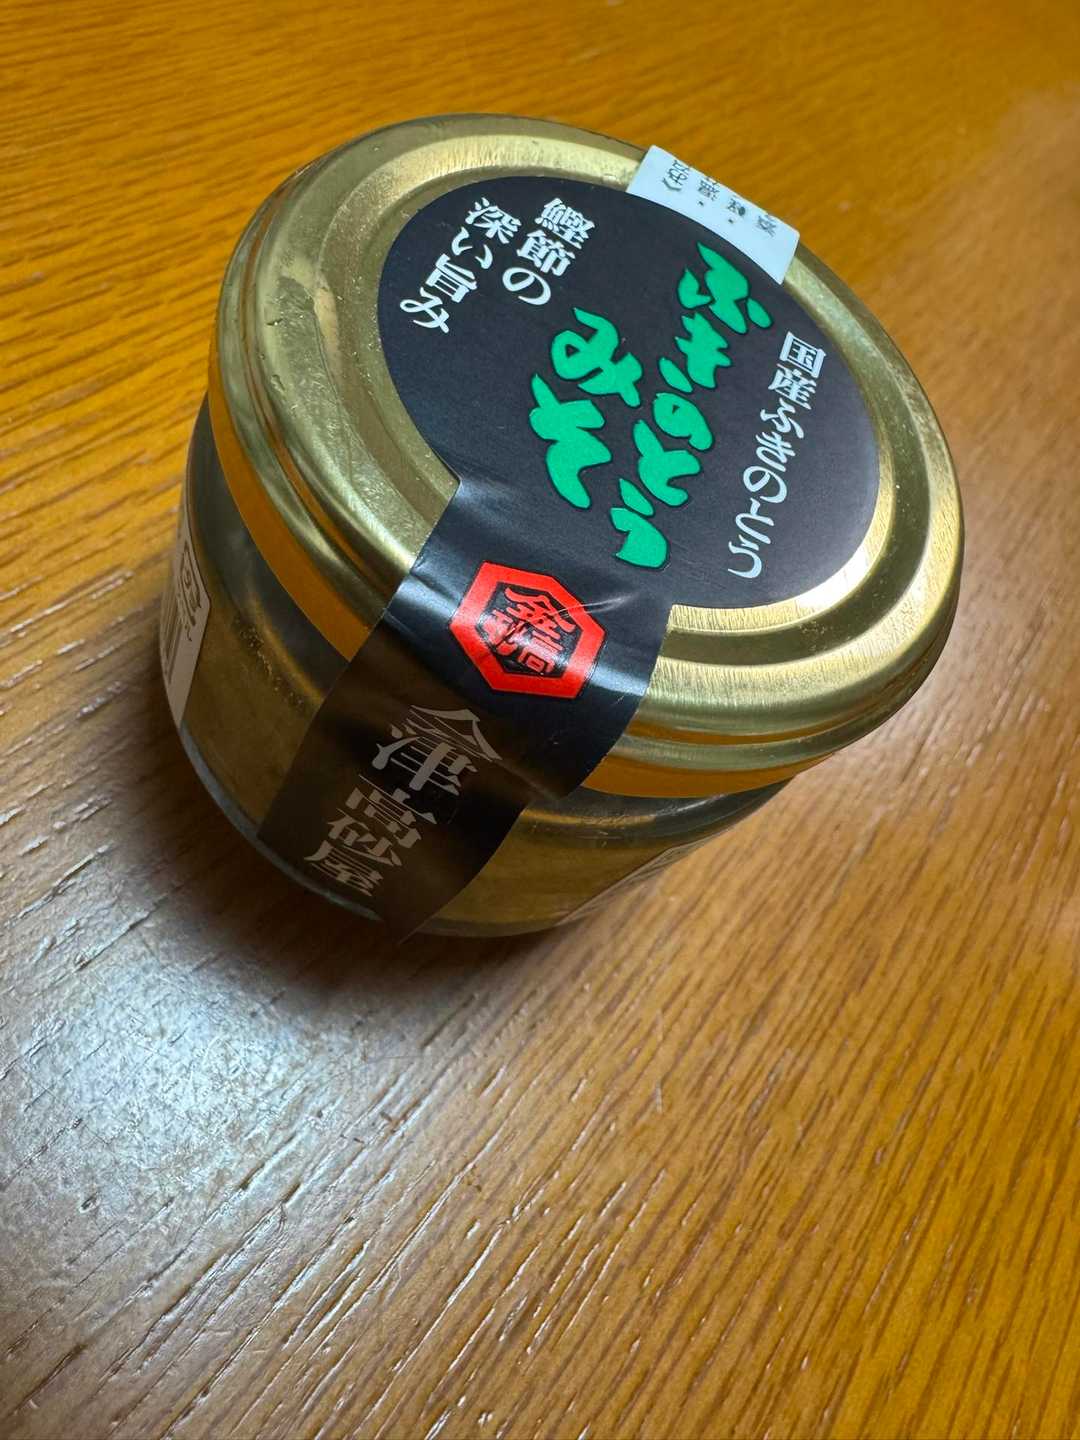 国産ふきのとう
ふきのとう
みそ
鰹節の
深い旨み
会津 高砂屋